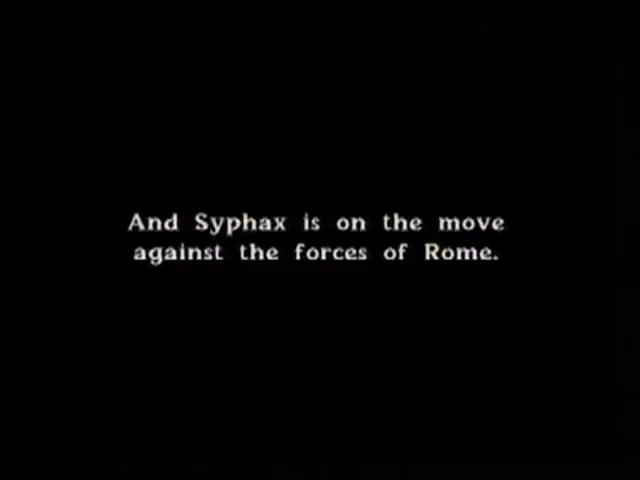 And Syphax is on the move
against the forces of Rome.